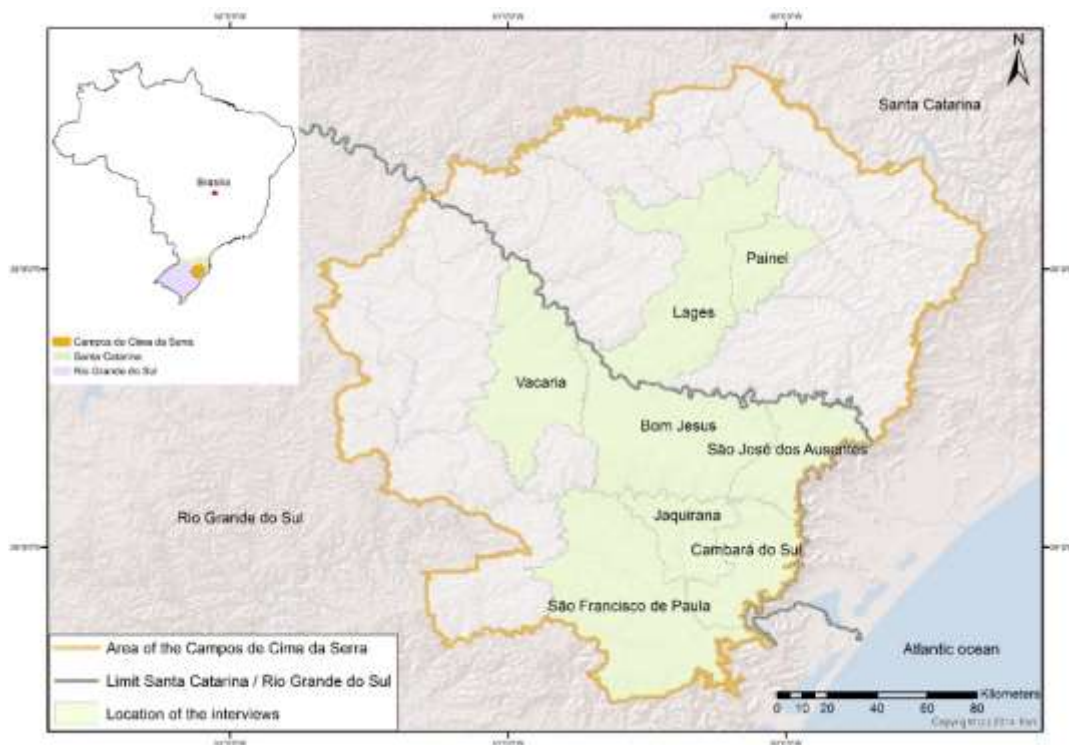 N
Santa Catarina
Brasília
Painel
Lages
Campos de Cima da Serra
Santa Catarina
Rio Grande do Sul
Vacaria
Bom Jesus
São José dos Ausentes
Rio Grande do Sul
Jaquirana
Cambará do Sul
São Francisco de Paula
Area of the Campos de Cima da Serra
Atlantic ocean
Limit Santa Catarina / Rio Grande do Sul
Kilometers
0 10 20 40 60 80
Location of the interviews